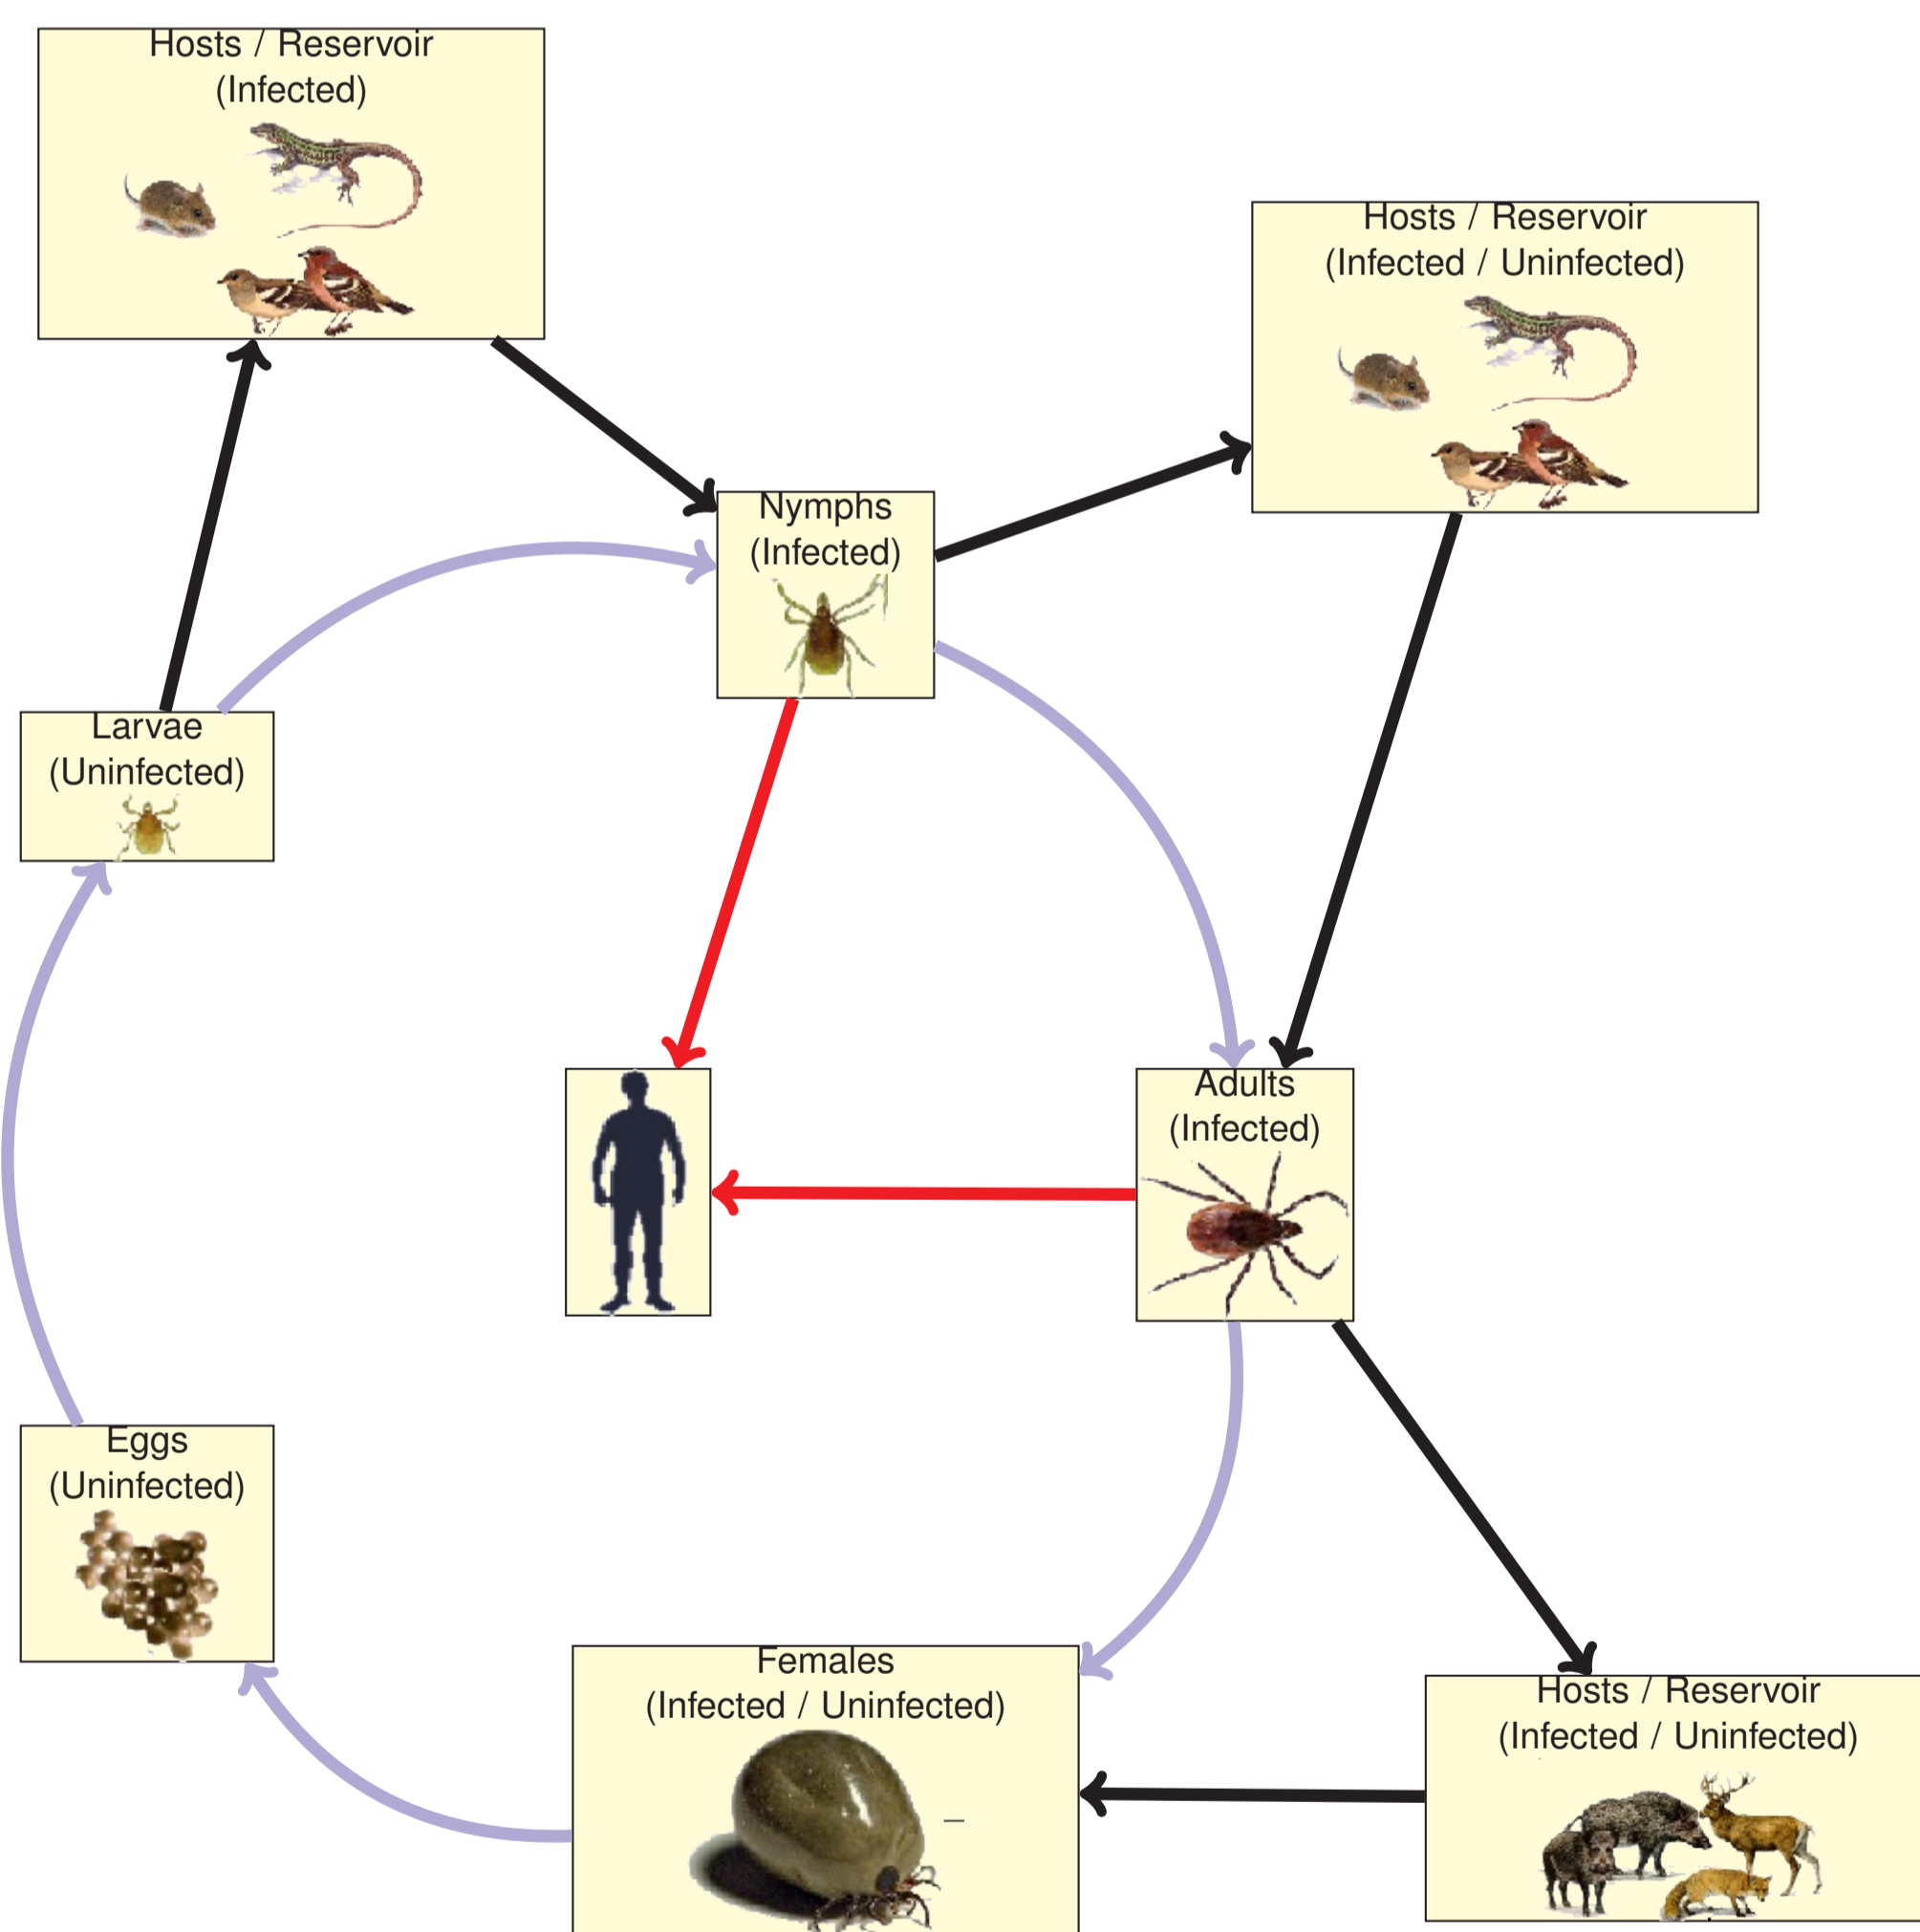 Hosts / Reservoir
(Infected)
Hosts / Reservoir
(Infected / Uninfected)
Nymphs
(Infected)
Larvae
(Uninfected)
Adults
(Infected)
Eggs
(Uninfected)
Females
(Infected / Uninfected)
Hosts / Reservoir
(Infected / Uninfected)